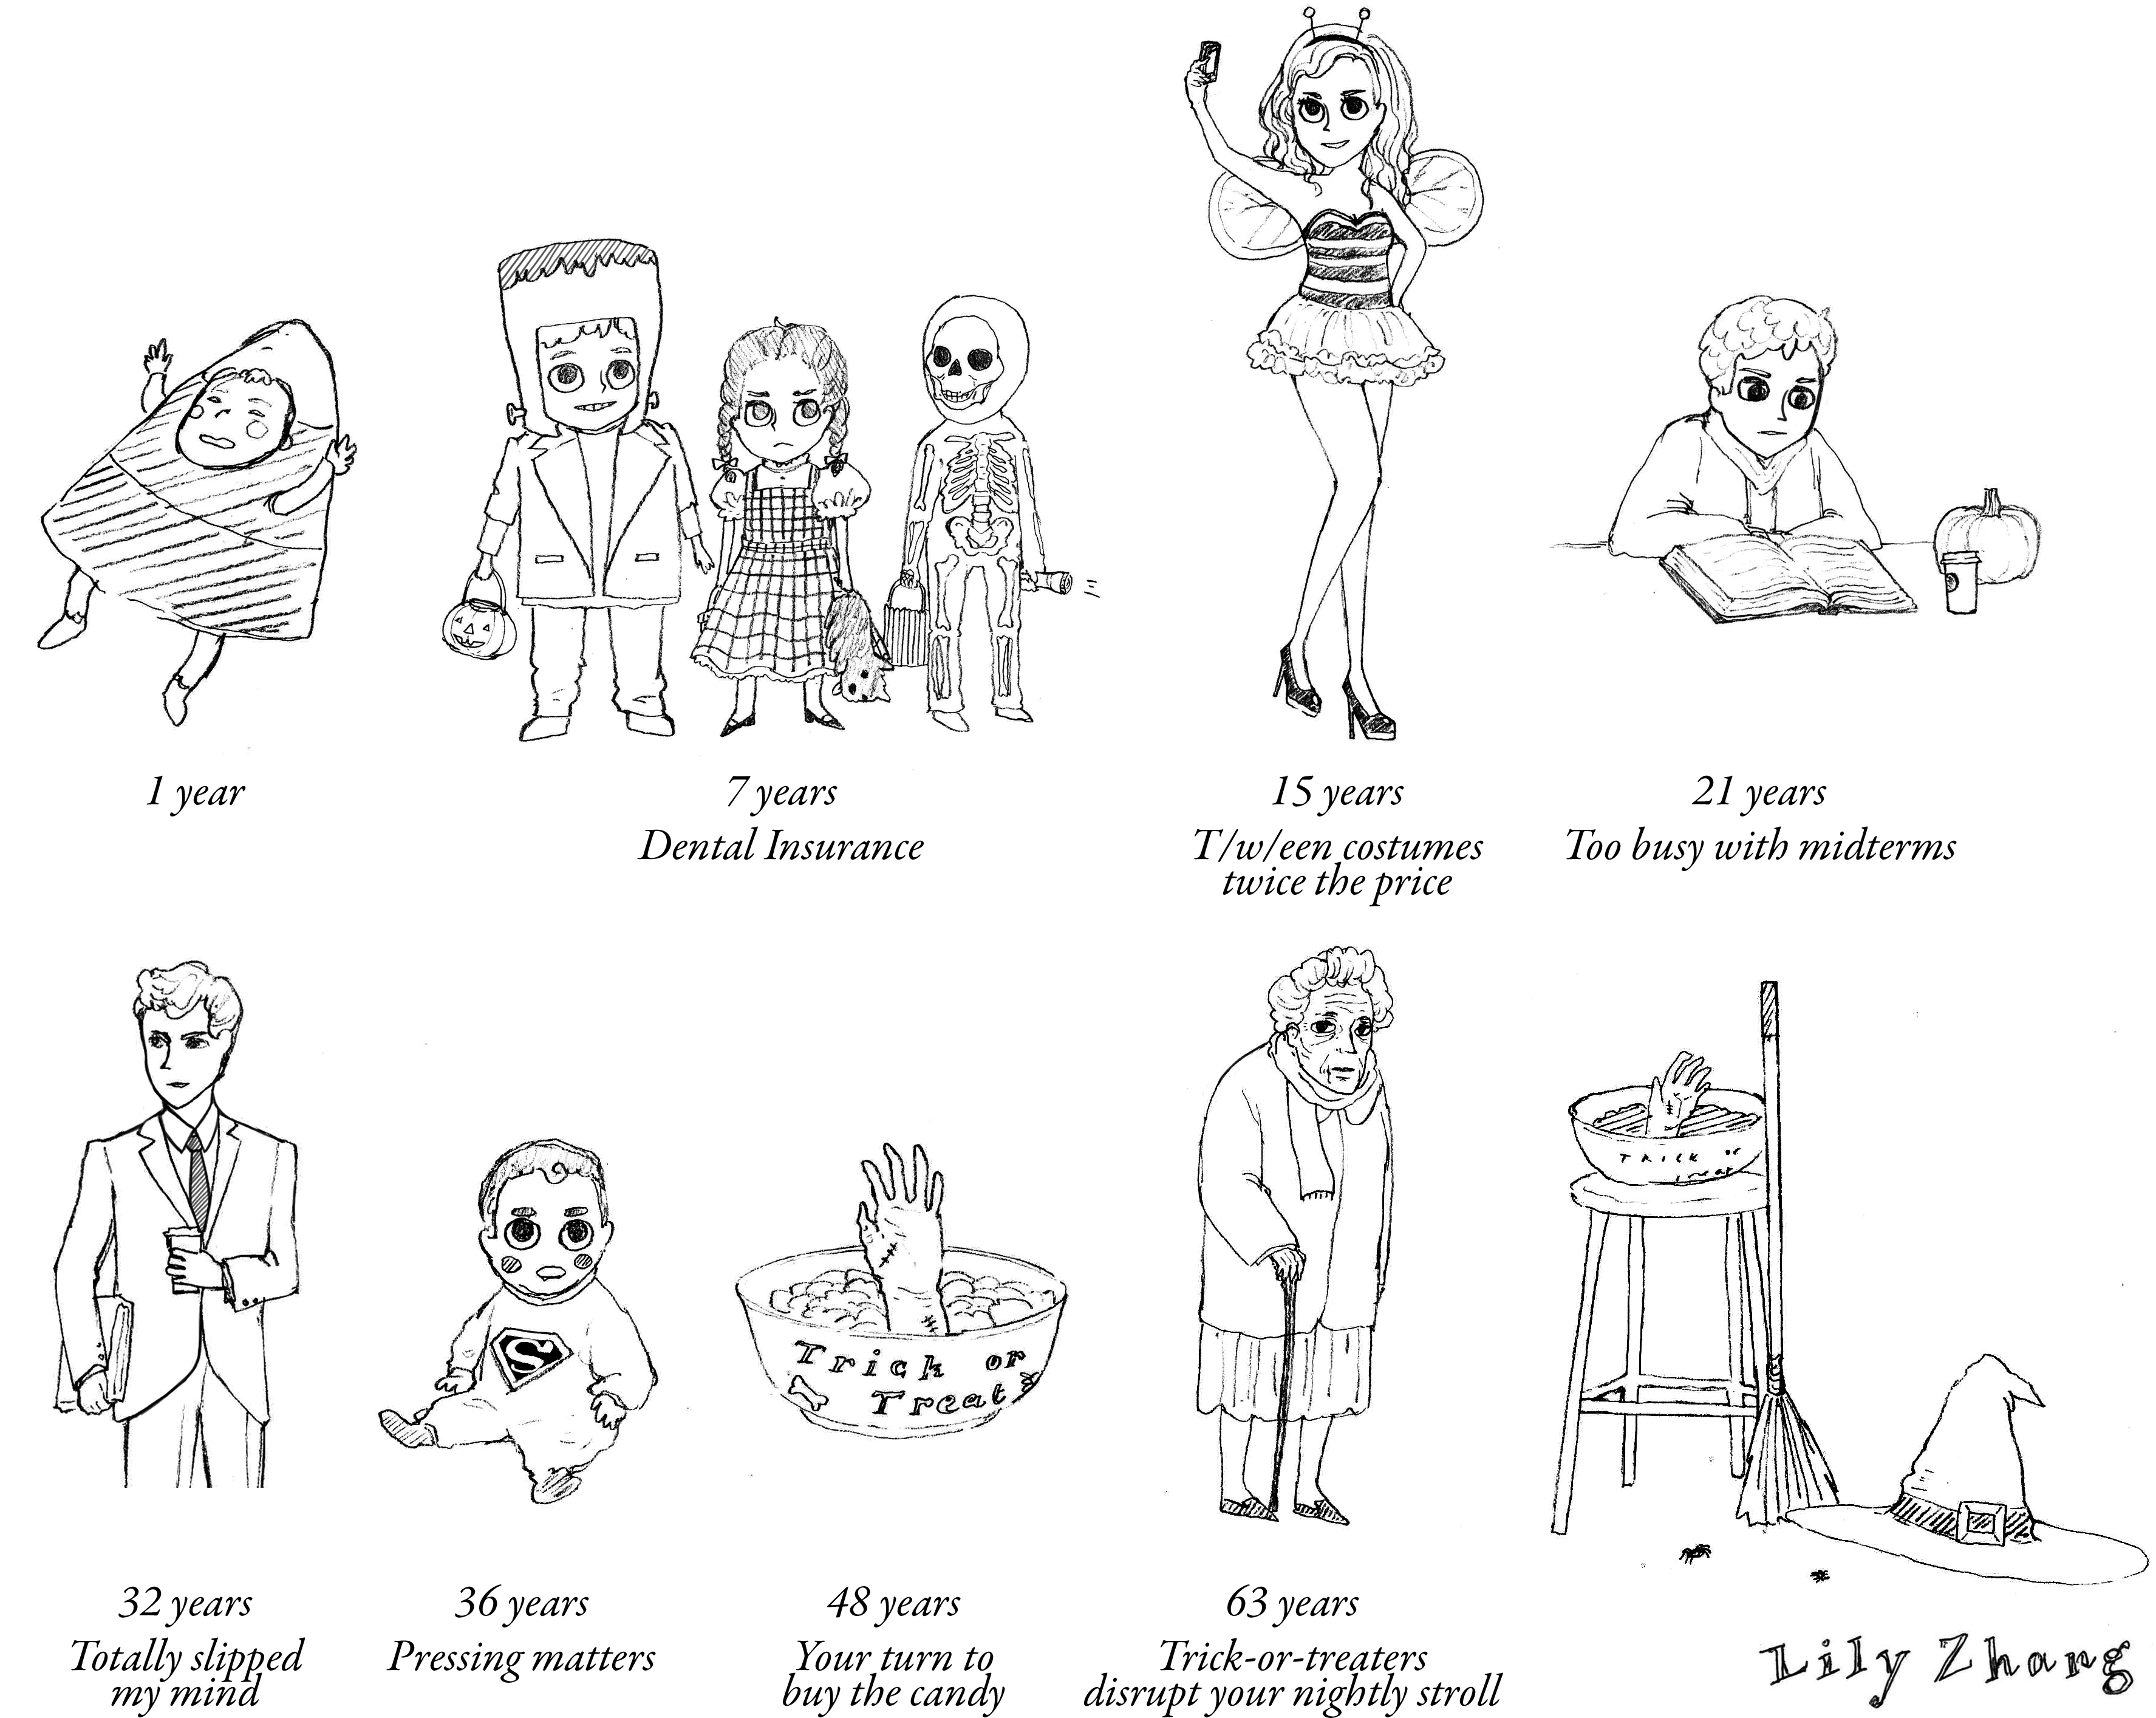 1 year
7 years
Dental Insurance
15 years
T/w/een costumes
twice the price
21 years
Too busy with midterms
32 years
Totally slipped
my mind
S
36 years
Pressing matters
Trick or
Treat
48 years
Your turn to
buy the candy
63 years
Trick-or-treaters
disrupt your nightly stroll
TRICK or
Treat
Lily Zhang